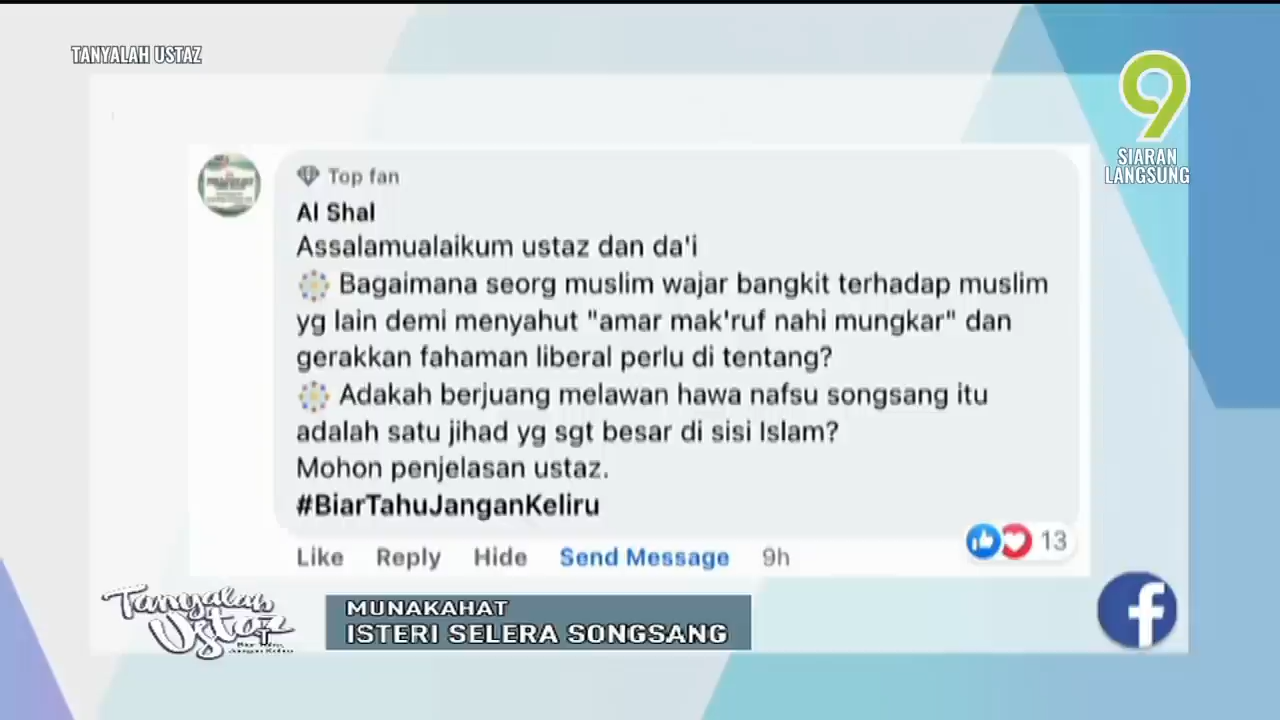 TANYALAH USTAZ
9
SIARAN
LANGSUNG
Top fan
Al Shal
Assalamualaikum ustaz dan da'i
Bagaimana seorg muslim wajar bangkit terhadap muslim
yg lain demi menyahut "amar mak'ruf nahi mungkar" dan
gerakkan fahaman liberal perlu di tentang?
Adakah berjuang melawan hawa nafsu songsang itu
adalah satu jihad yg sgt besar di sisi Islam?
Mohon penjelasan ustaz.
#BiarTahuJanganKeliru
Like Reply Hide Send Message 9h
13
Tanyalah
Ustaz
MUNAKAHAT
ISTERI SELERA SONGSANG
f